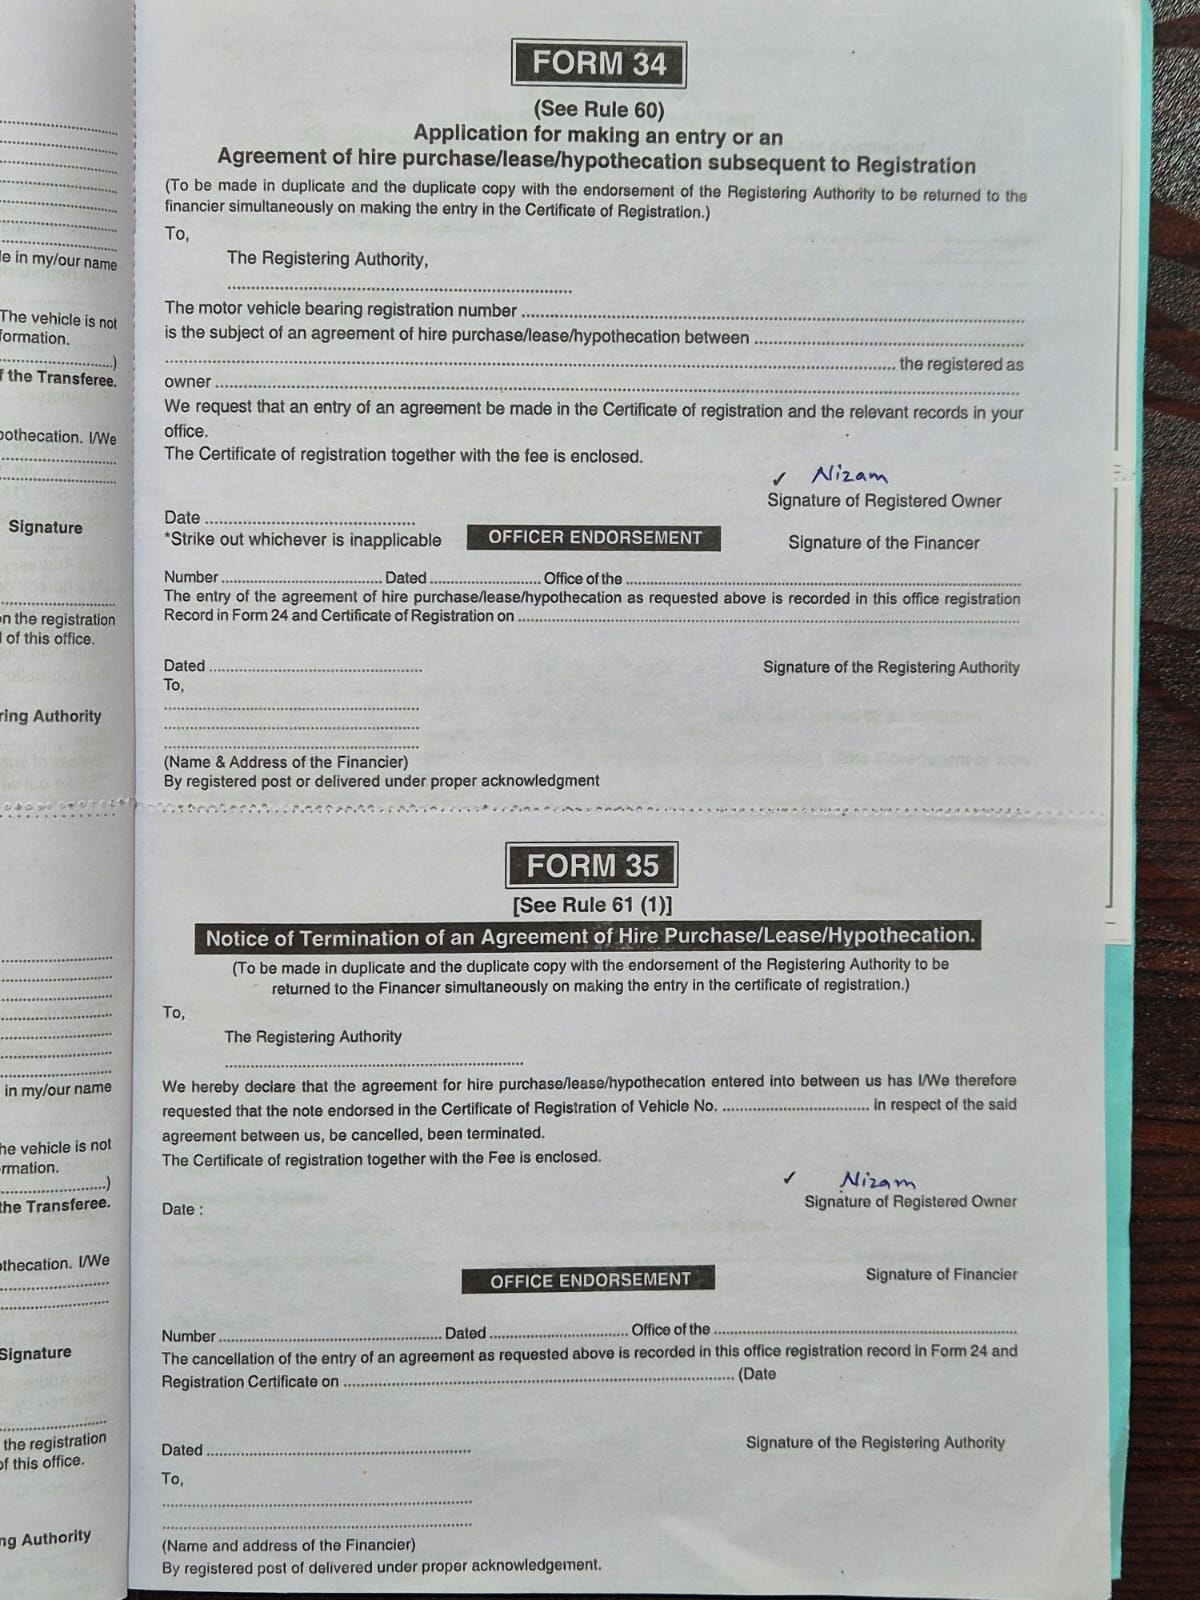 le in my/our name
The vehicle is not
formation.
..........)
f the Transferee.
pothecation. I/We
Signature
on the registration
l of this office.
ring Authority
in my/our name
he vehicle is not
rmation.
..........)
the Transferee.
othecation. I/We
Signature
the registration
of this office.
ng Authority
FORM 34
(See Rule 60)
Application for making an entry or an
Agreement of hire purchase/lease/hypothecation subsequent to Registration
(To be made in duplicate and the duplicate copy with the endorsement of the Registering Authority to be returned to the
financier simultaneously on making the entry in the Certificate of Registration.)
To,
The Registering Authority,
..........
The motor vehicle bearing registration number ..........
is the subject of an agreement of hire purchase/lease/hypothecation between ..........
.......... the registered as
owner ..........
We request that an entry of an agreement be made in the Certificate of registration and the relevant records in your
office.
The Certificate of registration together with the fee is enclosed.
✓ Nizam
Signature of Registered Owner
Date ..........
*Strike out whichever is inapplicable OFFICER ENDORSEMENT Signature of the Financer
Number .......... Dated .......... Office of the ..........
The entry of the agreement of hire purchase/lease/hypothecation as requested above is recorded in this office registration
Record in Form 24 and Certificate of Registration on ..........
Dated .......... Signature of the Registering Authority
To,
..........
..........
..........
(Name & Address of the Financier)
By registered post or delivered under proper acknowledgment
FORM 35
[See Rule 61 (1)]
Notice of Termination of an Agreement of Hire Purchase/Lease/Hypothecation.
(To be made in duplicate and the duplicate copy with the endorsement of the Registering Authority to be
returned to the Financer simultaneously on making the entry in the certificate of registration.)
To,
The Registering Authority
..........
We hereby declare that the agreement for hire purchase/lease/hypothecation entered into between us has I/We therefore
requested that the note endorsed in the Certificate of Registration of Vehicle No. .......... in respect of the said
agreement between us, be cancelled, been terminated.
The Certificate of registration together with the Fee is enclosed.
✓ Nizam
Date : Signature of Registered Owner
OFFICE ENDORSEMENT Signature of Financier
Number .......... Dated .......... Office of the ..........
The cancellation of the entry of an agreement as requested above is recorded in this office registration record in Form 24 and
Registration Certificate on .......... (Date
Dated .......... Signature of the Registering Authority
To,
..........
..........
(Name and address of the Financier)
By registered post of delivered under proper acknowledgement.